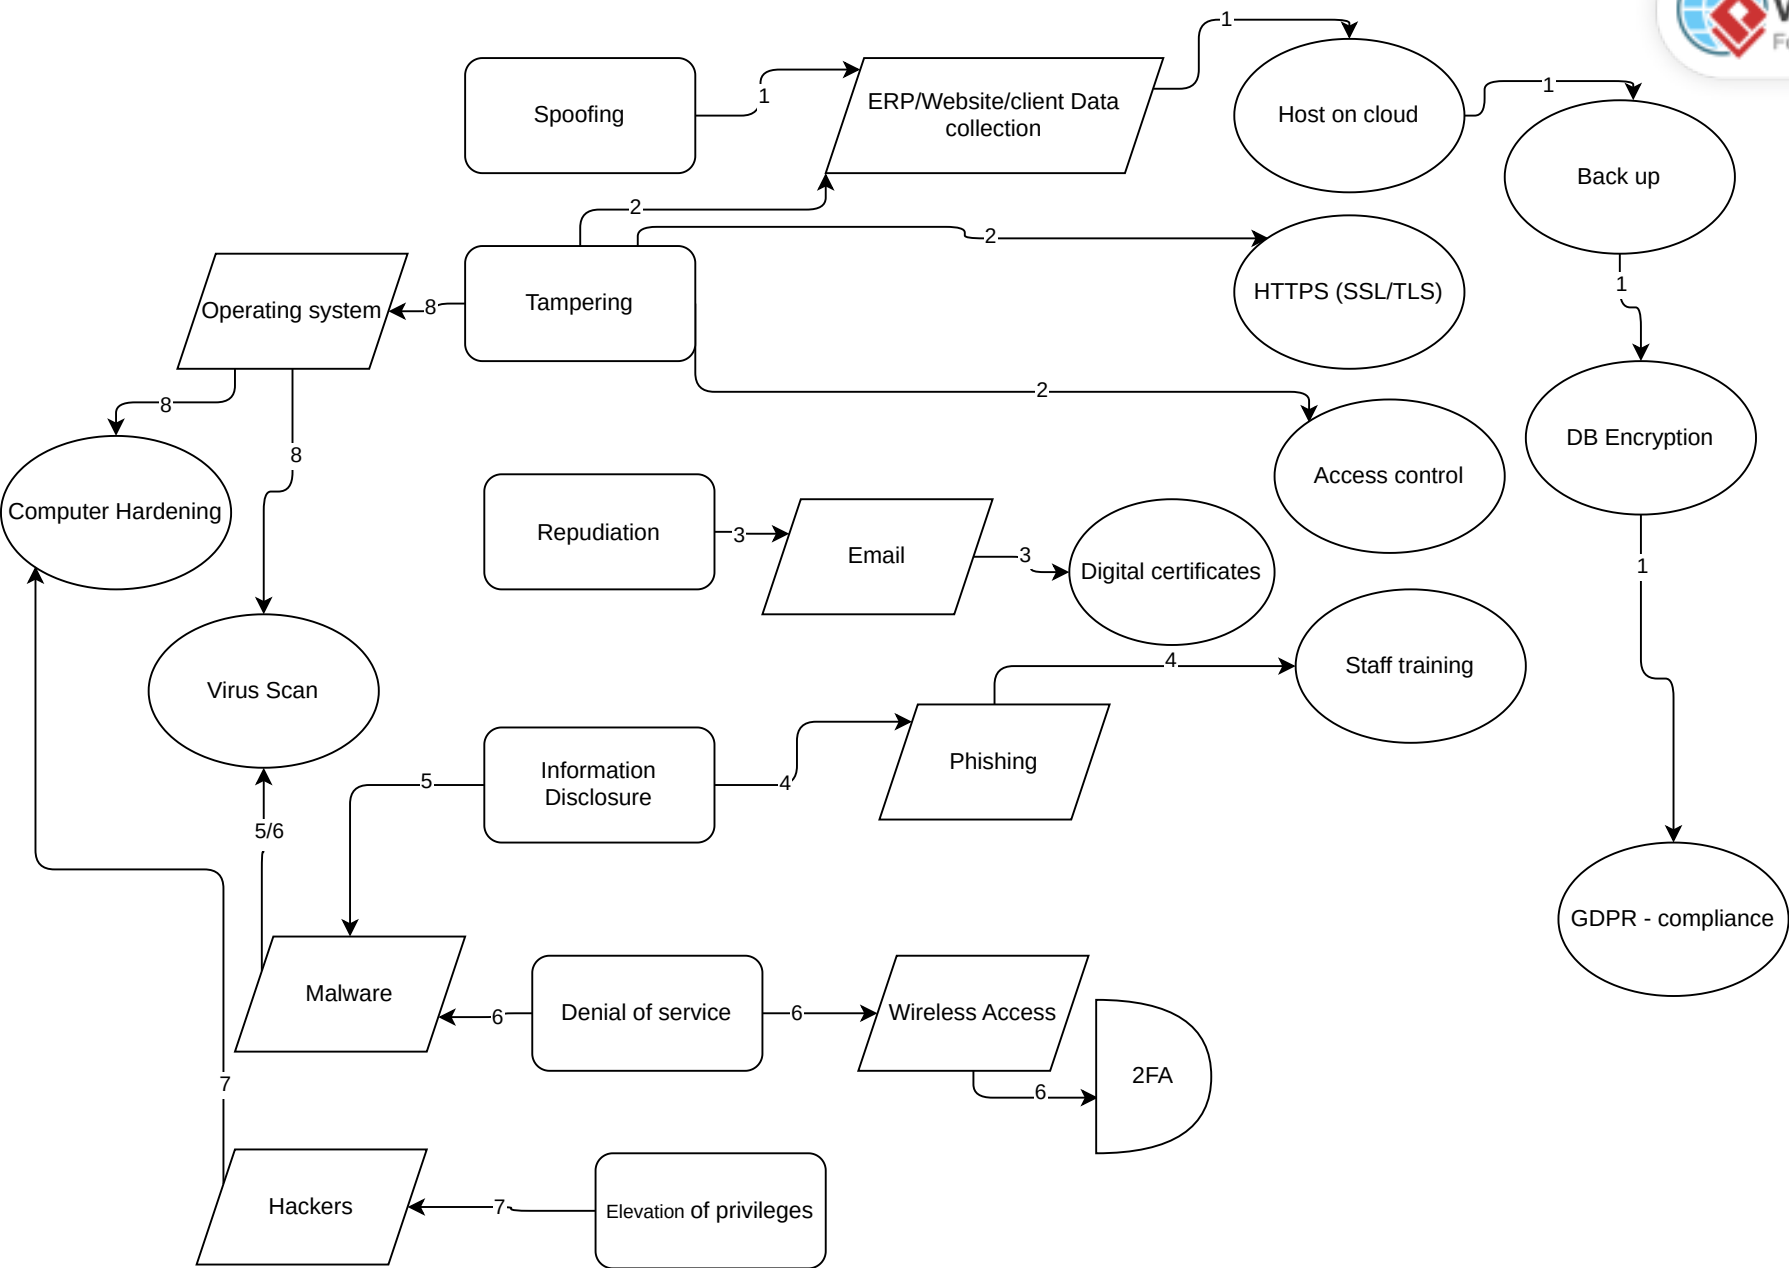 1
Spoofing
1
ERP/Website/client Data
collection
Host on cloud
1
Back up
2
2
Operating system
8
Tampering
HTTPS (SSL/TLS)
1
8
2
8
DB Encryption
Computer Hardening
Access control
Repudiation
3
Email
3
Digital certificates
1
Virus Scan
4
Staff training
5
Information
Disclosure
4
Phishing
5/6
GDPR - compliance
Malware
6
Denial of service
6
Wireless Access
7
6
2FA
Hackers
7
Elevation of privileges